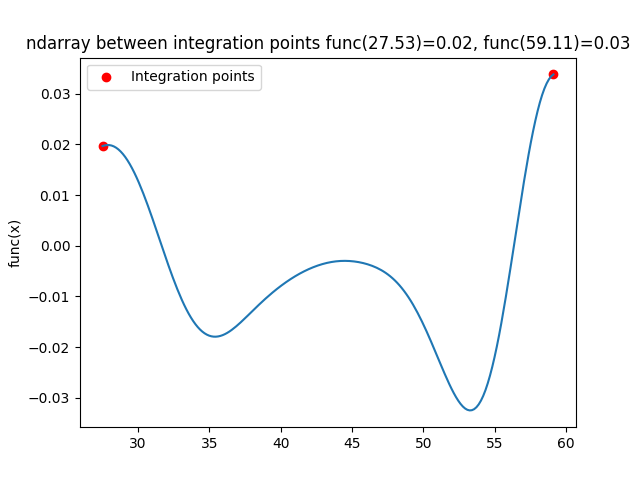 ndarray between integration points func(27.53)=0.02, func(59.11)=0.03
Integration points
func(x)
0.03
0.02
0.01
0.00
−0.01
−0.02
−0.03
30 35 40 45 50 55 60